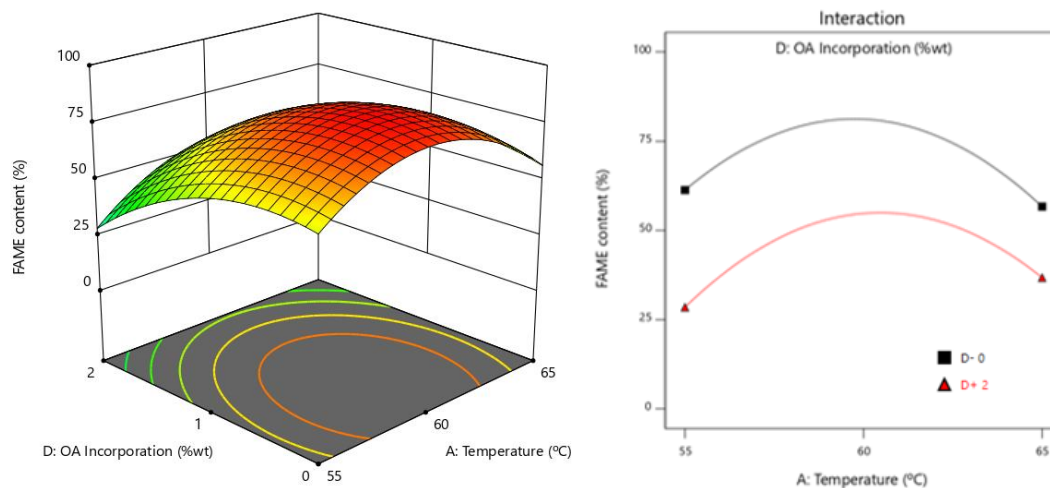 100
75
50
25
0
FAME content (%)
2
1
0
D: OA Incorporation (%wt)
55
60
65
A: Temperature (ºC)
Interaction
D: OA Incorporation (%wt)
100
75
50
25
0
FAME content (%)
D- 0
D+ 2
55
60
65
A: Temperature (ºC)